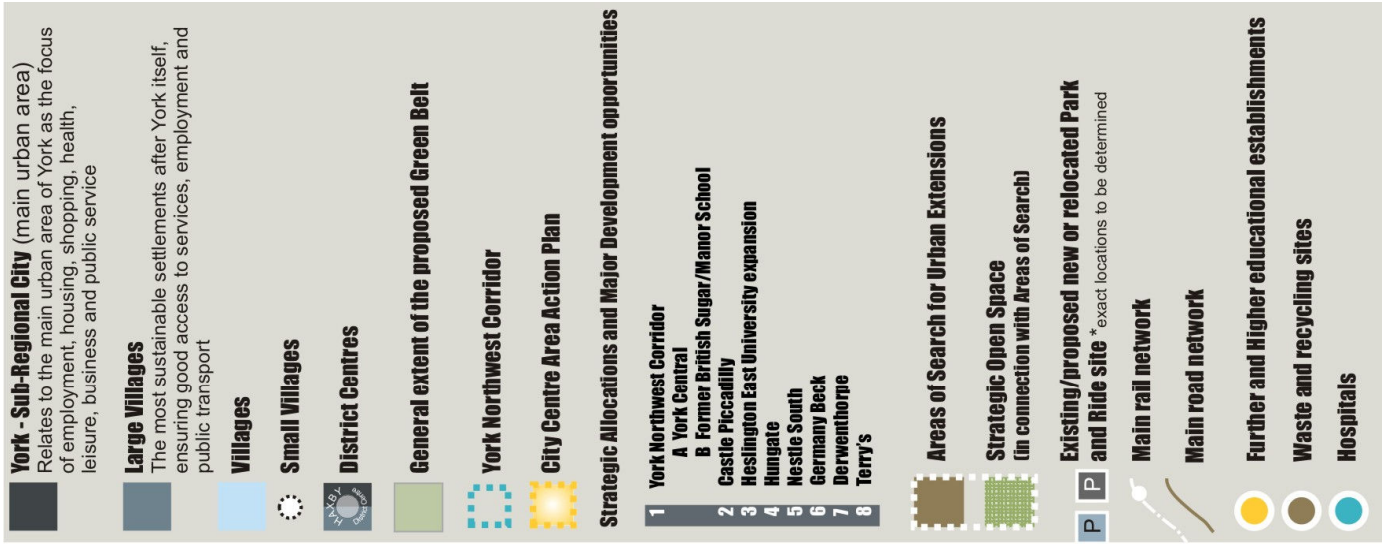 York - Sub-Regional City (main urban area)
Relates to the main urban area of York as the focus
of employment, housing, shopping, health,
leisure, business and public service
Large Villages
The most sustainable settlements after York itself,
ensuring good access to services, employment and
public transport
Villages
Small Villages
HAXBY
District Centre
District Centres
General extent of the proposed Green Belt
York Northwest Corridor
City Centre Area Action Plan
Strategic Allocations and Major Development opportunities
1 York Northwest Corridor
A York Central
B Former British Sugar/Manor School
2 Castle Piccadilly
3 Heslington East University expansion
4 Hungate
5 Nestle South
6 Germany Beck
7 Derwenthorpe
8 Terry's
Areas of Search for Urban Extensions
Strategic Open Space
(in connection with Areas of Search)
P P
Existing/proposed new or relocated Park
and Ride site *exact locations to be determined
Main rail network
Main road network
Further and Higher educational establishments
Waste and recycling sites
Hospitals